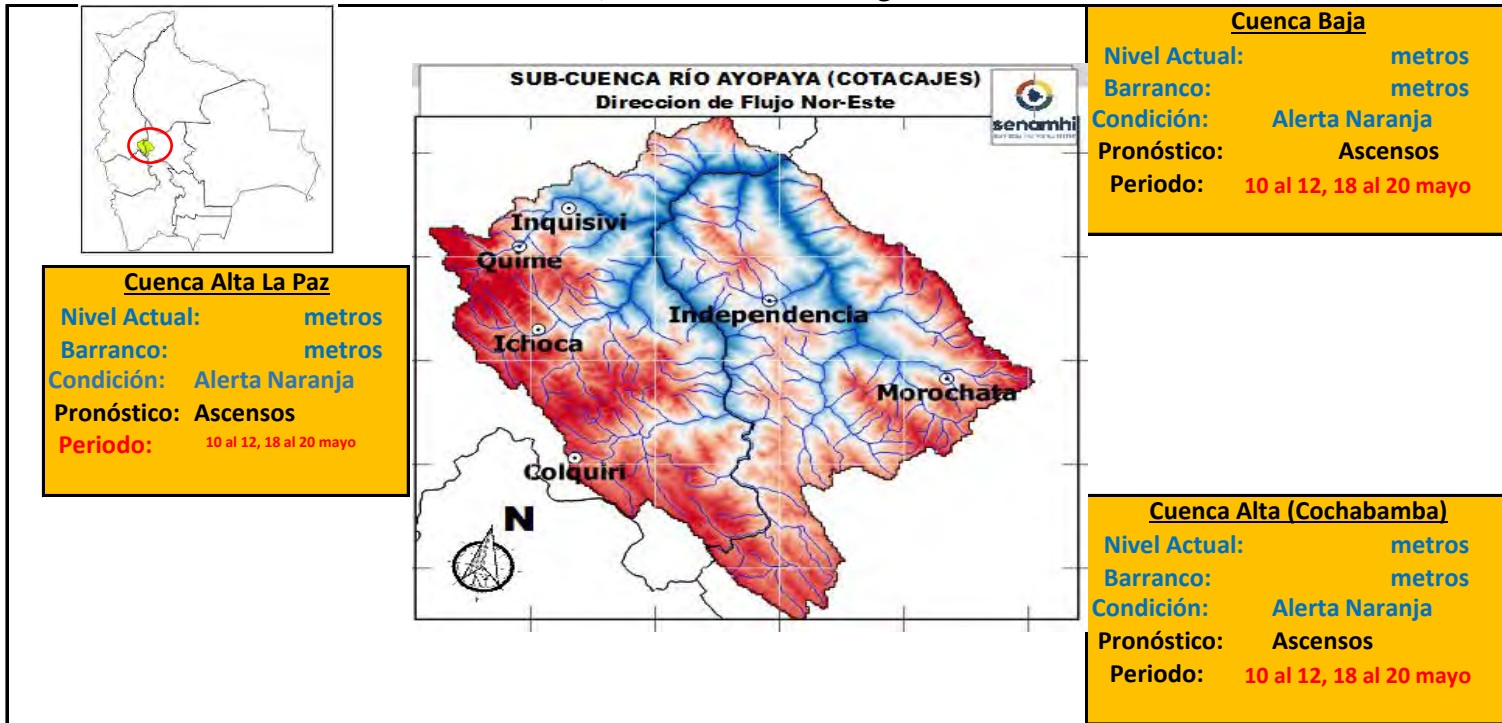 SUB-CUENCA RÍO AYOPAYA (COTACAJES)
Direccion de Flujo Nor-Este
senamhi
Inquisivi
Quime
Independencia
Ichoca
Morochata
Colquiri
N
Cuenca Baja
Nivel Actual: metros
Barranco: metros
Condición: Alerta Naranja
Pronóstico: Ascensos
Periodo: 10 al 12, 18 al 20 mayo
Cuenca Alta La Paz
Nivel Actual: metros
Barranco: metros
Condición: Alerta Naranja
Pronóstico: Ascensos
Periodo: 10 al 12, 18 al 20 mayo
Cuenca Alta (Cochabamba)
Nivel Actual: metros
Barranco: metros
Condición: Alerta Naranja
Pronóstico: Ascensos
Periodo: 10 al 12, 18 al 20 mayo